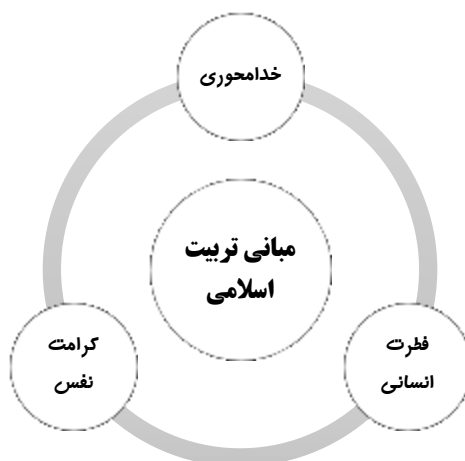 خدامحوری
مبانی تربیت
اسلامی
فطرت
انسانی
کرامت
نفس